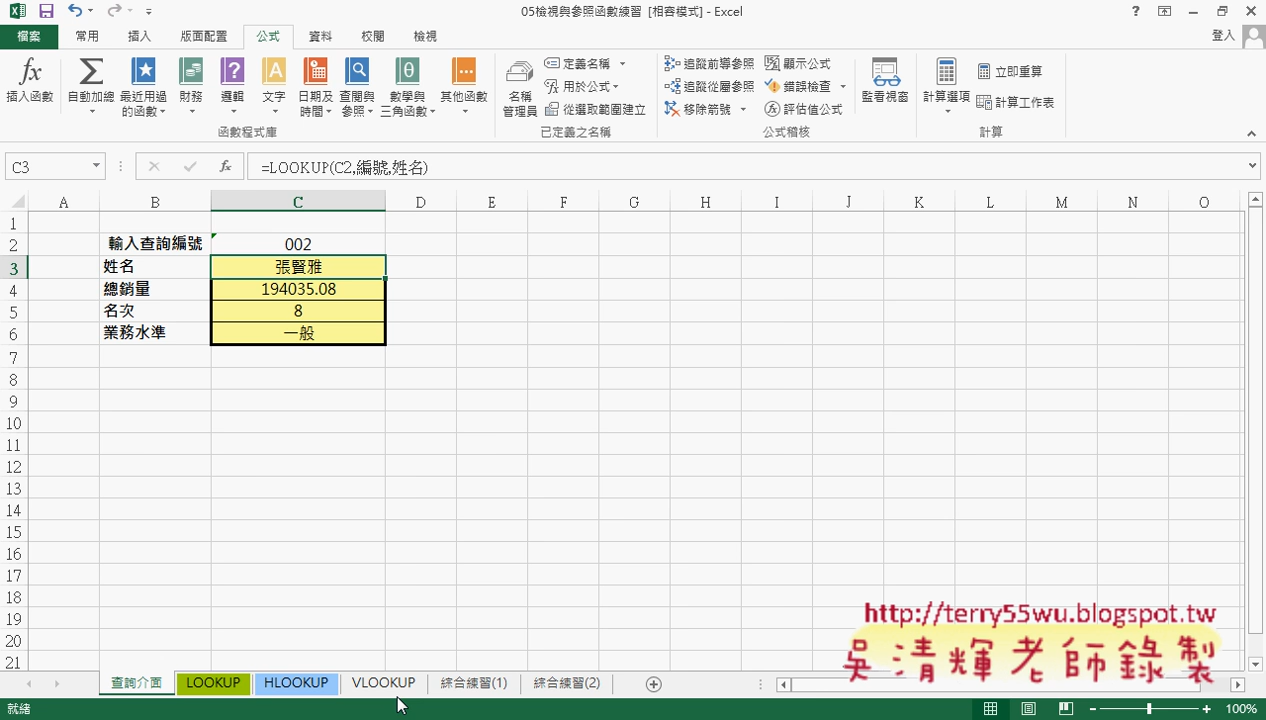 05檢視與參照函數練習 [相容模式] - Excel
檔案 常用 插入 版面配置 公式 資料 校閱 檢視 登入
fx 插入函數
Σ 自動加總
最近用過的函數
財務
邏輯
文字
日期及時間
查閱與參照
數學與三角函數
其他函數
函數程式庫
名稱管理員
定義名稱
用於公式
從選取範圍建立
已定義之名稱
追蹤前導參照
追蹤從屬參照
移除箭號
顯示公式
錯誤檢查
評估值公式
公式稽核
監看視窗
計算選項
立即重算
計算工作表
計算
C3 fx =LOOKUP(C2,編號,姓名)
A B C D E F G H I J K L M N O
1
2 輸入查詢編號 002
3 姓名 張賢雅
4 總銷量 194035.08
5 名次 8
6 業務水準 一般
7
8
9
10
11
12
13
14
15
16
17
18
19
20
21
http://terry55wu.blogspot.tw
吳清輝老師錄製
查詢介面 LOOKUP HLOOKUP VLOOKUP 綜合練習(1) 綜合練習(2)
就緒 100%